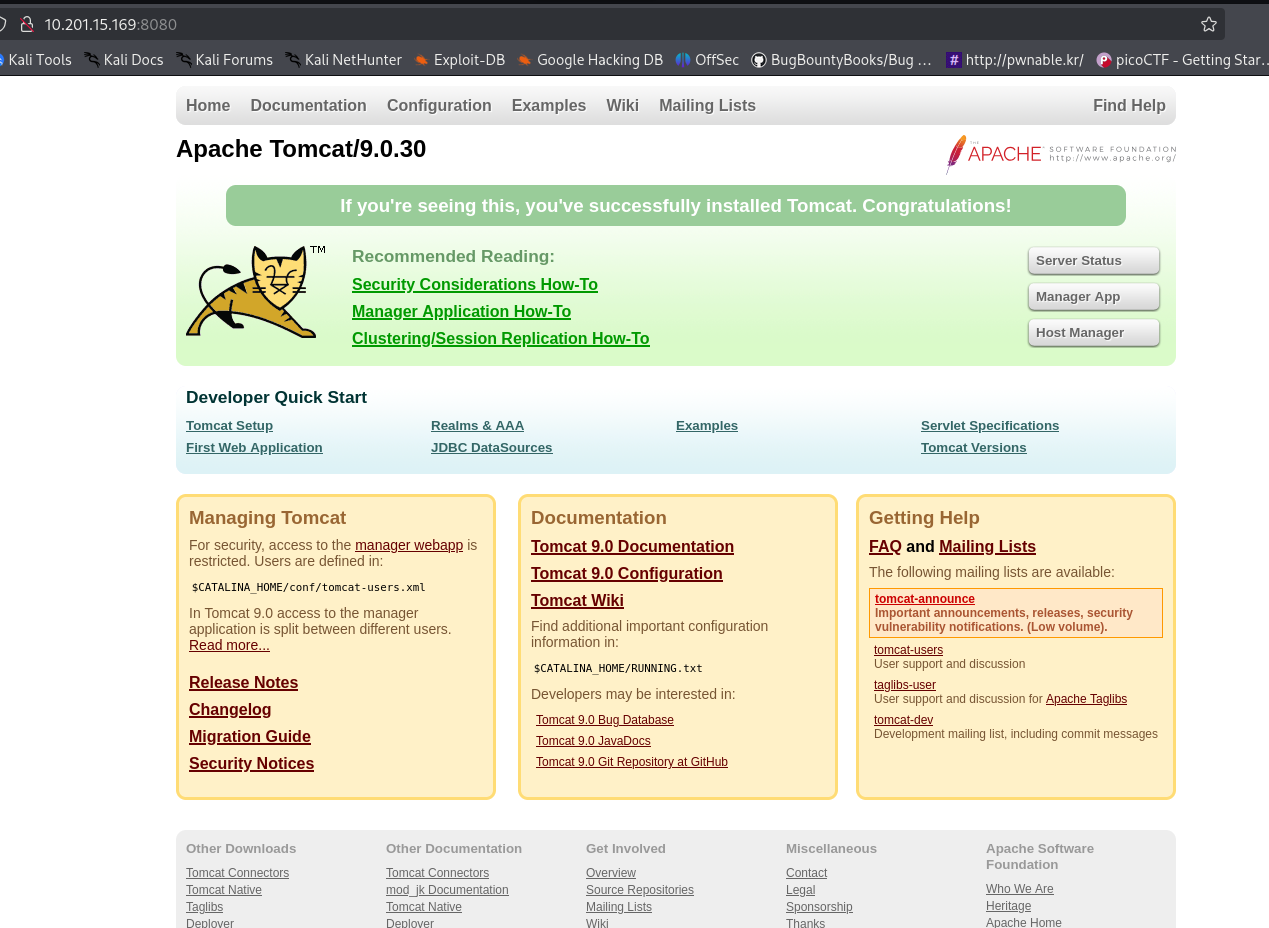 10.201.15.169:8080
Kali Tools Kali Docs Kali Forums Kali NetHunter Exploit-DB Google Hacking DB OffSec BugBountyBooks/Bug … http://pwnable.kr/ picoCTF - Getting Star…
Home Documentation Configuration Examples Wiki Mailing Lists Find Help
Apache Tomcat/9.0.30
THE APACHE SOFTWARE FOUNDATION
http://www.apache.org/
If you're seeing this, you've successfully installed Tomcat. Congratulations!
TM
Recommended Reading:
Security Considerations How-To
Manager Application How-To
Clustering/Session Replication How-To
Server Status
Manager App
Host Manager
Developer Quick Start
Tomcat Setup
First Web Application
Realms & AAA
JDBC DataSources
Examples
Servlet Specifications
Tomcat Versions
Managing Tomcat
For security, access to the manager webapp is
restricted. Users are defined in:
$CATALINA_HOME/conf/tomcat-users.xml
In Tomcat 9.0 access to the manager
application is split between different users.
Read more...
Release Notes
Changelog
Migration Guide
Security Notices
Documentation
Tomcat 9.0 Documentation
Tomcat 9.0 Configuration
Tomcat Wiki
Find additional important configuration
information in:
$CATALINA_HOME/RUNNING.txt
Developers may be interested in:
Tomcat 9.0 Bug Database
Tomcat 9.0 JavaDocs
Tomcat 9.0 Git Repository at GitHub
Getting Help
FAQ and Mailing Lists
The following mailing lists are available:
tomcat-announce
Important announcements, releases, security
vulnerability notifications. (Low volume).
tomcat-users
User support and discussion
taglibs-user
User support and discussion for Apache Taglibs
tomcat-dev
Development mailing list, including commit messages
Other Downloads
Tomcat Connectors
Tomcat Native
Taglibs
Deployer
Other Documentation
Tomcat Connectors
mod_jk Documentation
Tomcat Native
Deployer
Get Involved
Overview
Source Repositories
Mailing Lists
Wiki
Miscellaneous
Contact
Legal
Sponsorship
Thanks
Apache Software
Foundation
Who We Are
Heritage
Apache Home